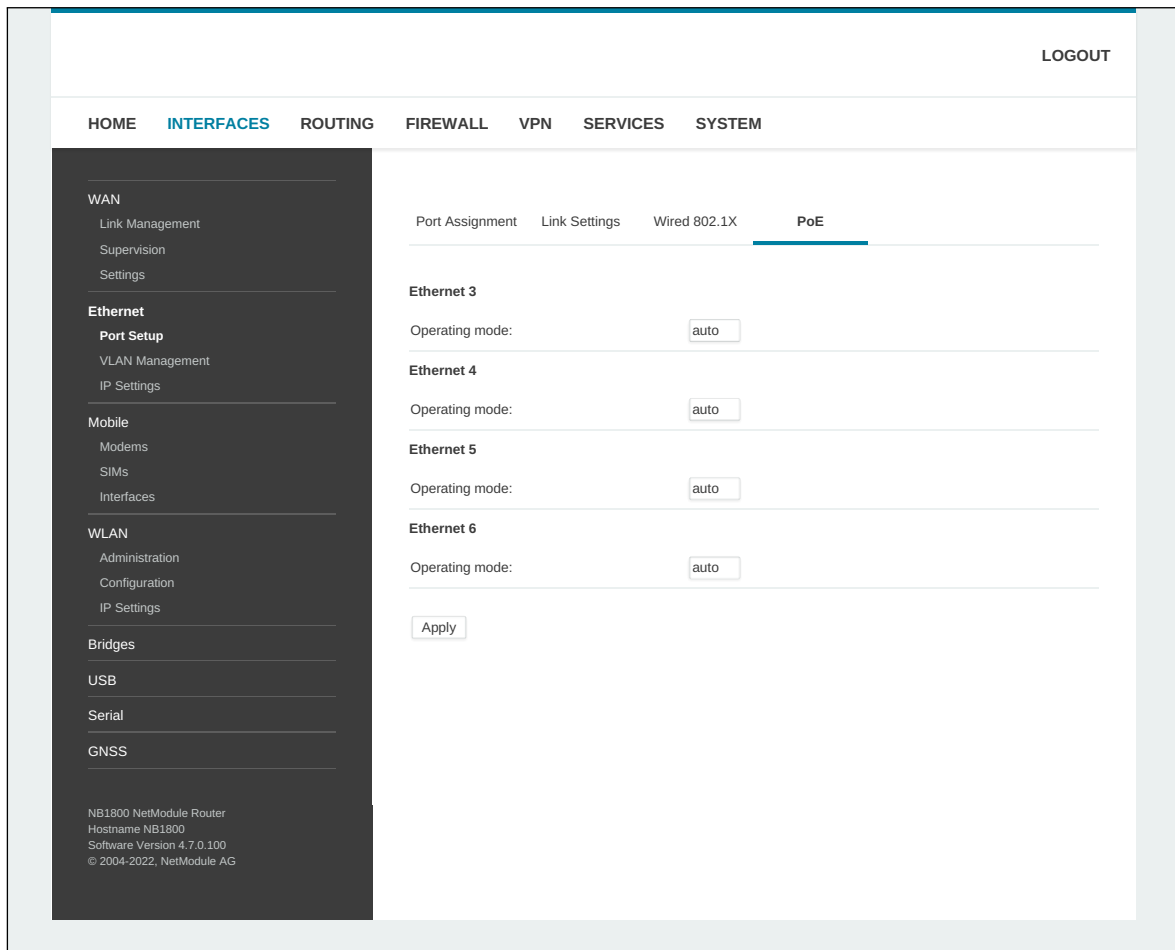 LOGOUT
HOME INTERFACES ROUTING FIREWALL VPN SERVICES SYSTEM
WAN
Link Management
Supervision
Settings
Ethernet
Port Setup
VLAN Management
IP Settings
Mobile
Modems
SIMs
Interfaces
WLAN
Administration
Configuration
IP Settings
Bridges
USB
Serial
GNSS
NB1800 NetModule Router
Hostname NB1800
Software Version 4.7.0.100
© 2004-2022, NetModule AG
Port Assignment Link Settings Wired 802.1X PoE
Ethernet 3
Operating mode: auto
Ethernet 4
Operating mode: auto
Ethernet 5
Operating mode: auto
Ethernet 6
Operating mode: auto
Apply